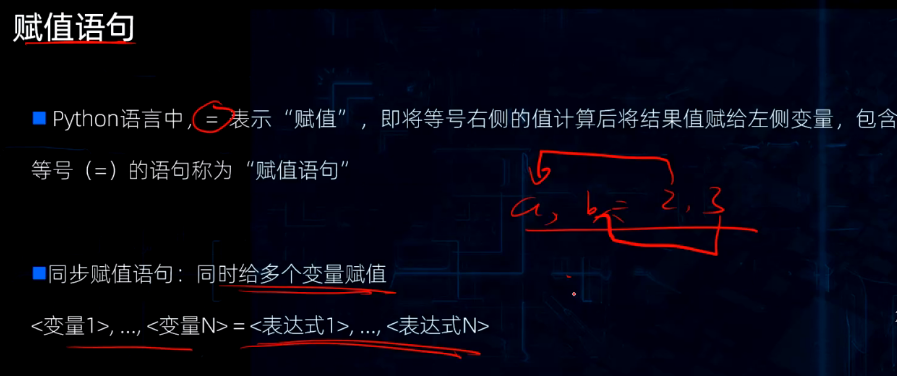 赋值语句
Python语言中，= 表示“赋值”，即将等号右侧的值计算后将结果值赋给左侧变量，包含
等号（=）的语句称为“赋值语句”
a, b = 2, 3
同步赋值语句：同时给多个变量赋值
<变量1>, ..., <变量N> = <表达式1>, ..., <表达式N>